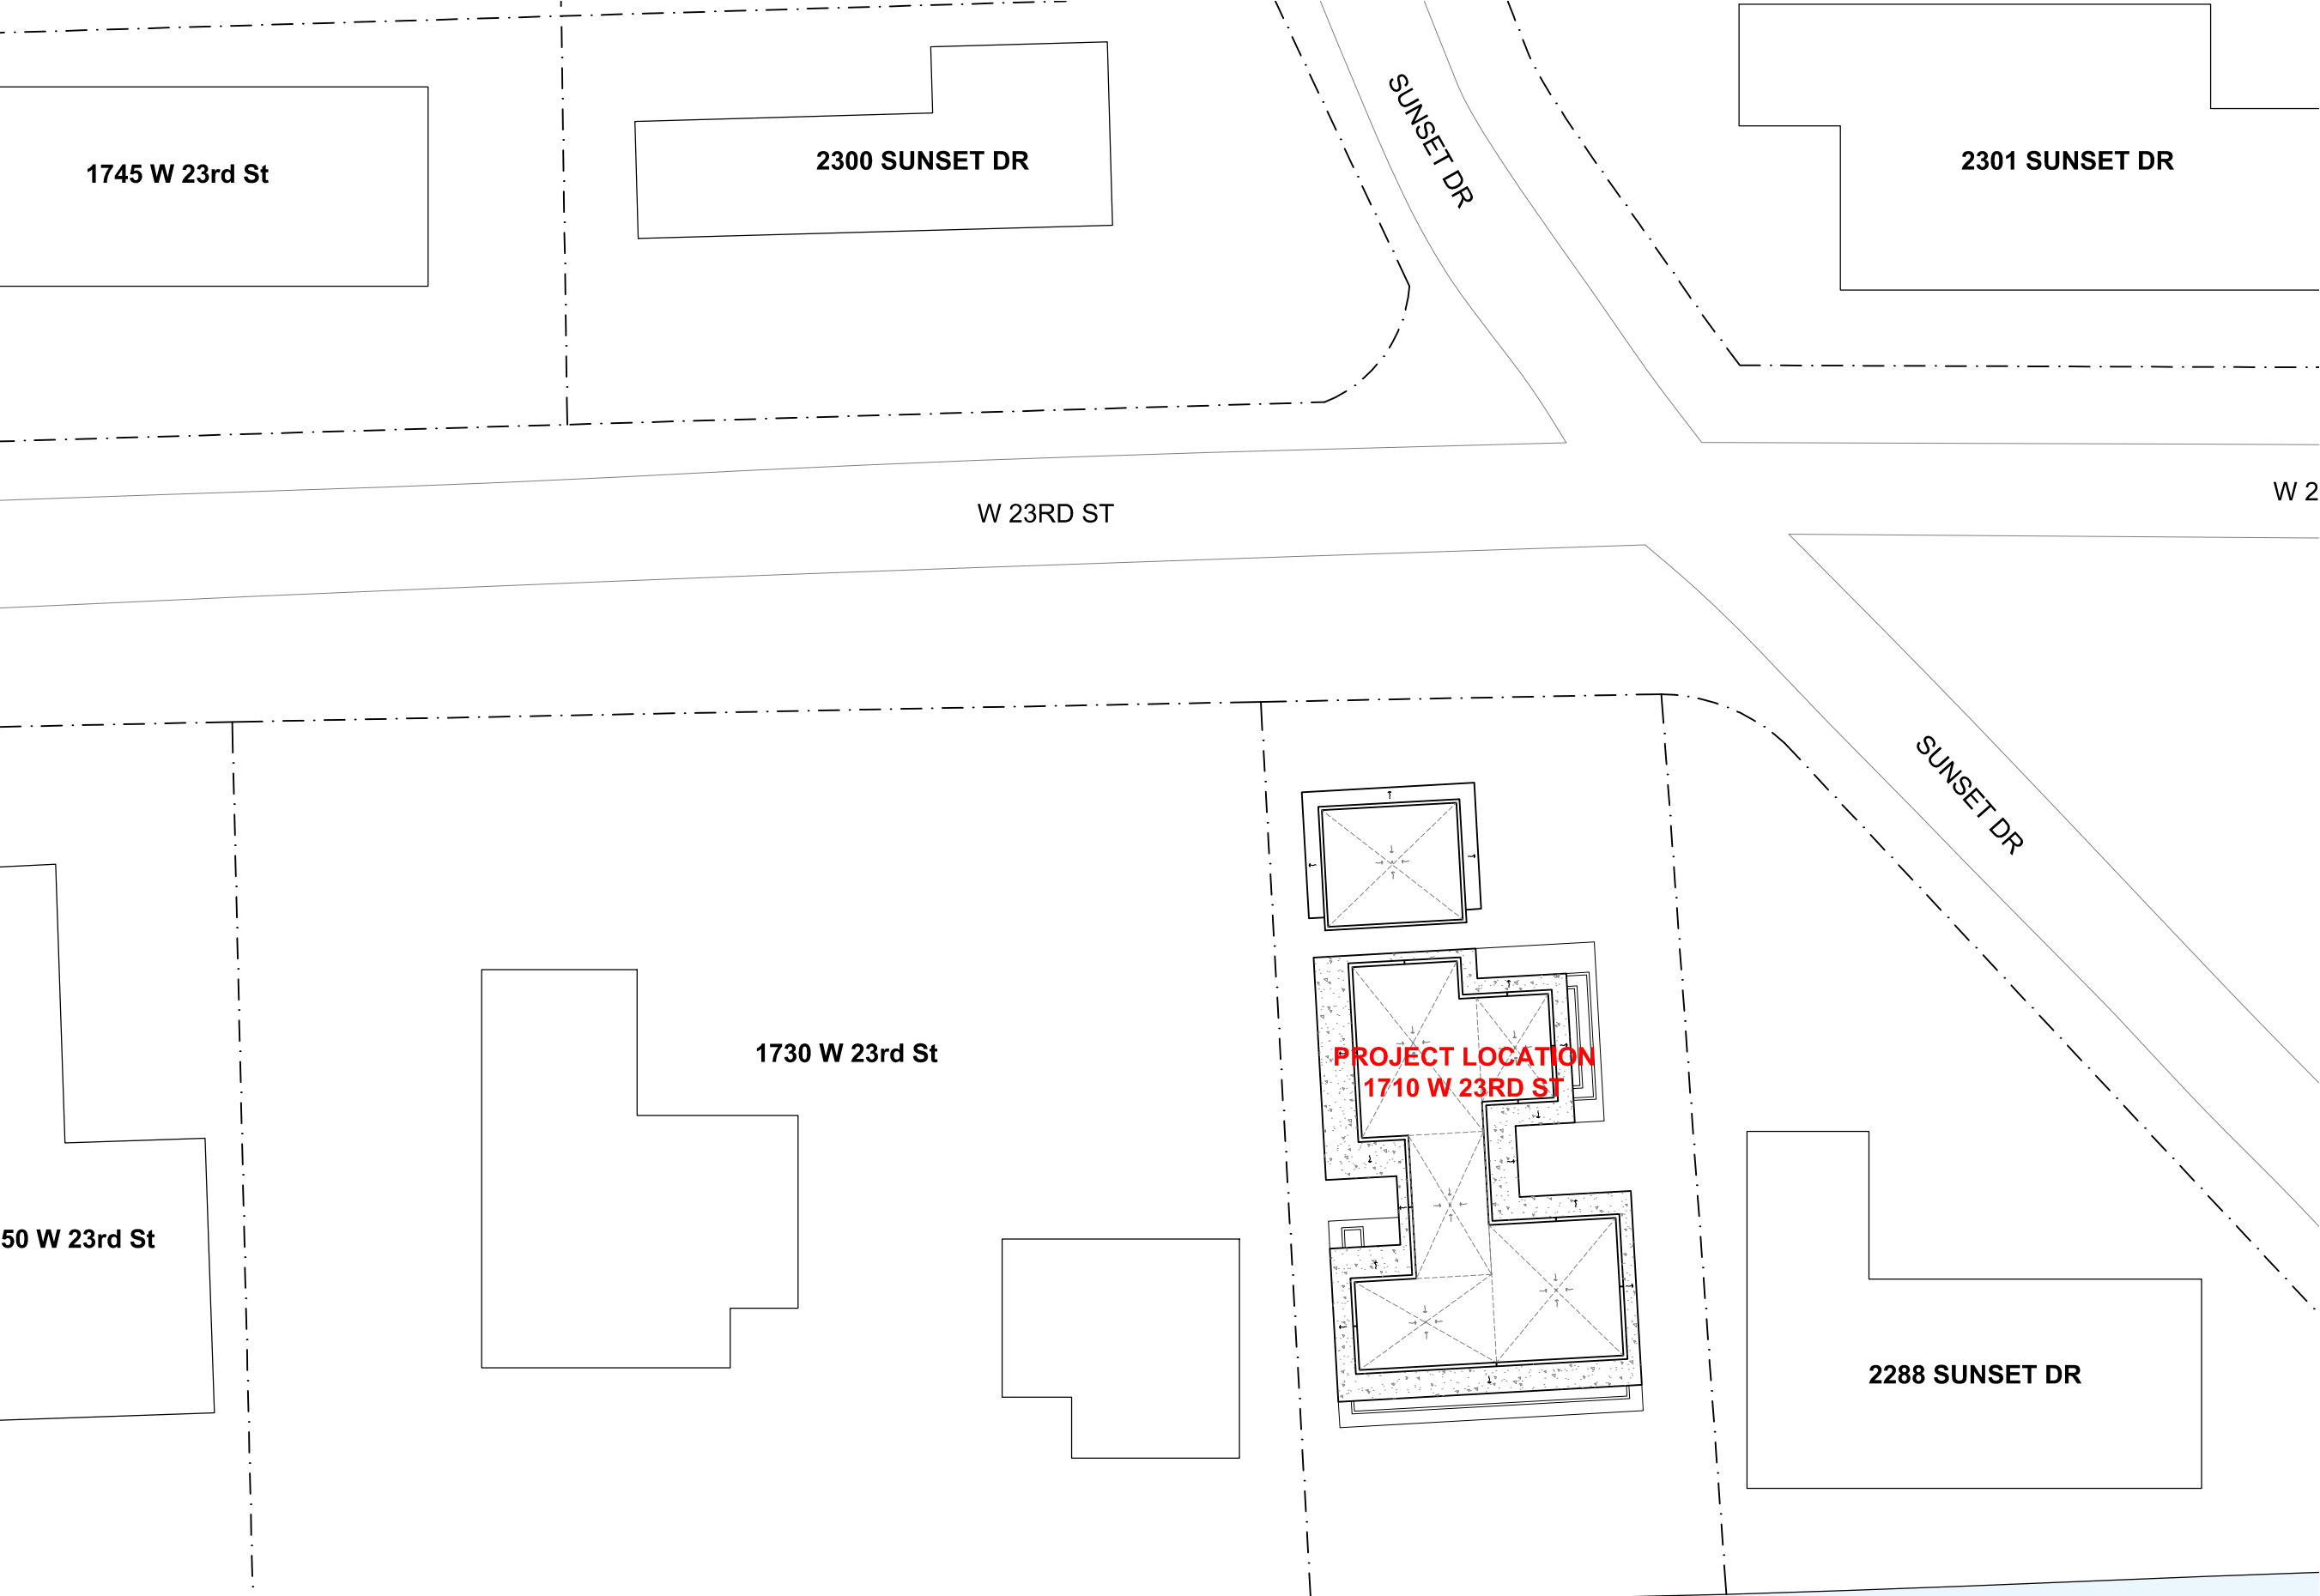 SUNSET DR
1745 W 23rd St
2300 SUNSET DR
2301 SUNSET DR
W 23RD ST
W 2
SUNSET DR
1730 W 23rd St
PROJECT LOCATION
1710 W 23RD ST
50 W 23rd St
2288 SUNSET DR